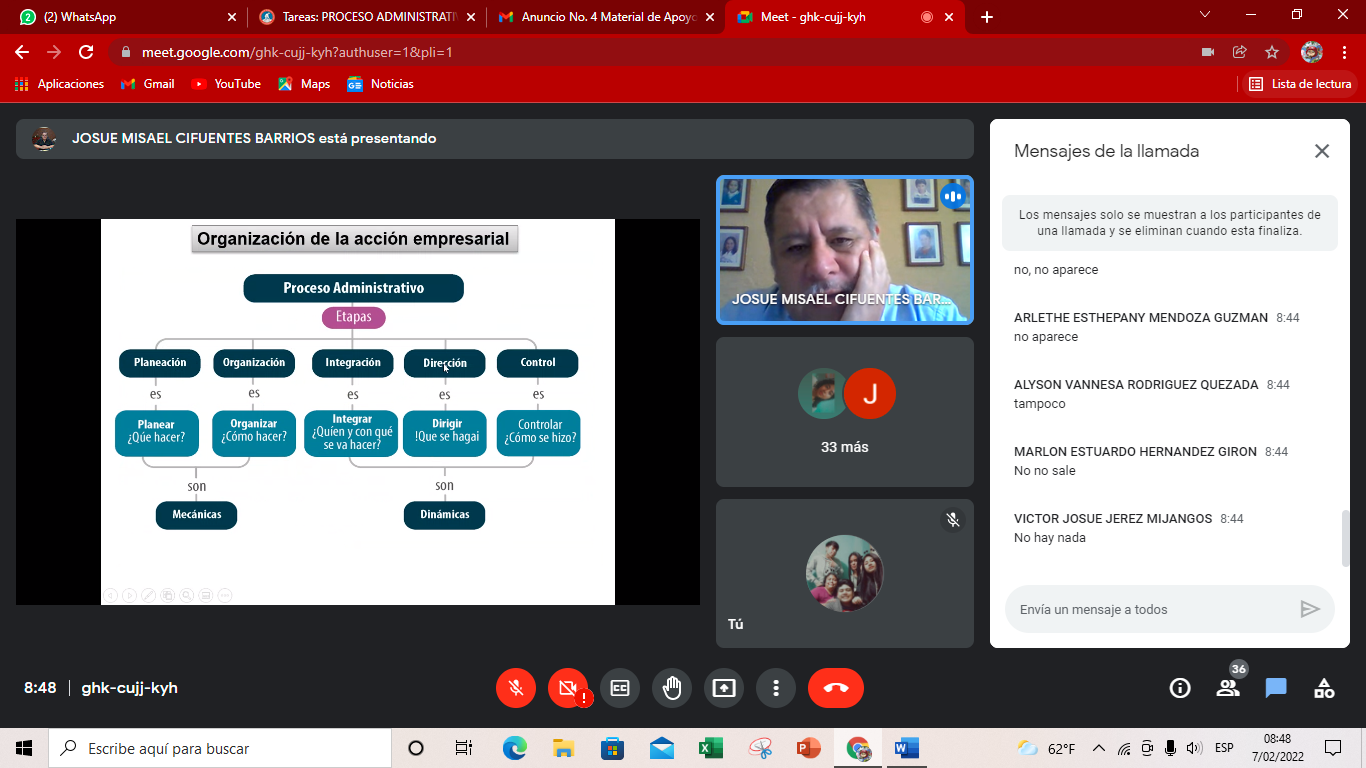 (2) WhatsApp
Tareas: PROCESO ADMINISTRATIV
Anuncio No. 4 Material de Apoyo
Meet - ghk-cujj-kyh
meet.google.com/ghk-cujj-kyh?authuser=1&pli=1
Aplicaciones
Gmail
YouTube
Maps
Noticias
Lista de lectura
JOSUE MISAEL CIFUENTES BARRIOS está presentando
Organización de la acción empresarial
Proceso Administrativo
Etapas
Planeación
Organización
Integración
Dirección
Control
es
es
es
es
es
Planear
¿Qúe hacer?
Organizar
¿Cómo hacer?
Integrar
¿Quíen y con qué
se va hacer?
Dirigir
!Que se hagai
Controlar
¿Cómo se hizo?
son
son
Mecánicas
Dinámicas
JOSUE MISAEL CIFUENTES BAR...
J
33 más
Tú
Mensajes de la llamada
Los mensajes solo se muestran a los participantes de
una llamada y se eliminan cuando esta finaliza.
no, no aparece
ARLETHE ESTHEPANY MENDOZA GUZMAN 8:44
no aparece
ALYSON VANNESA RODRIGUEZ QUEZADA 8:44
tampoco
MARLON ESTUARDO HERNANDEZ GIRON 8:44
No no sale
VICTOR JOSUE JEREZ MIJANGOS 8:44
No hay nada
Envía un mensaje a todos
8:48 | ghk-cujj-kyh
36
Escribe aquí para buscar
62°F
ESP
08:48
7/02/2022